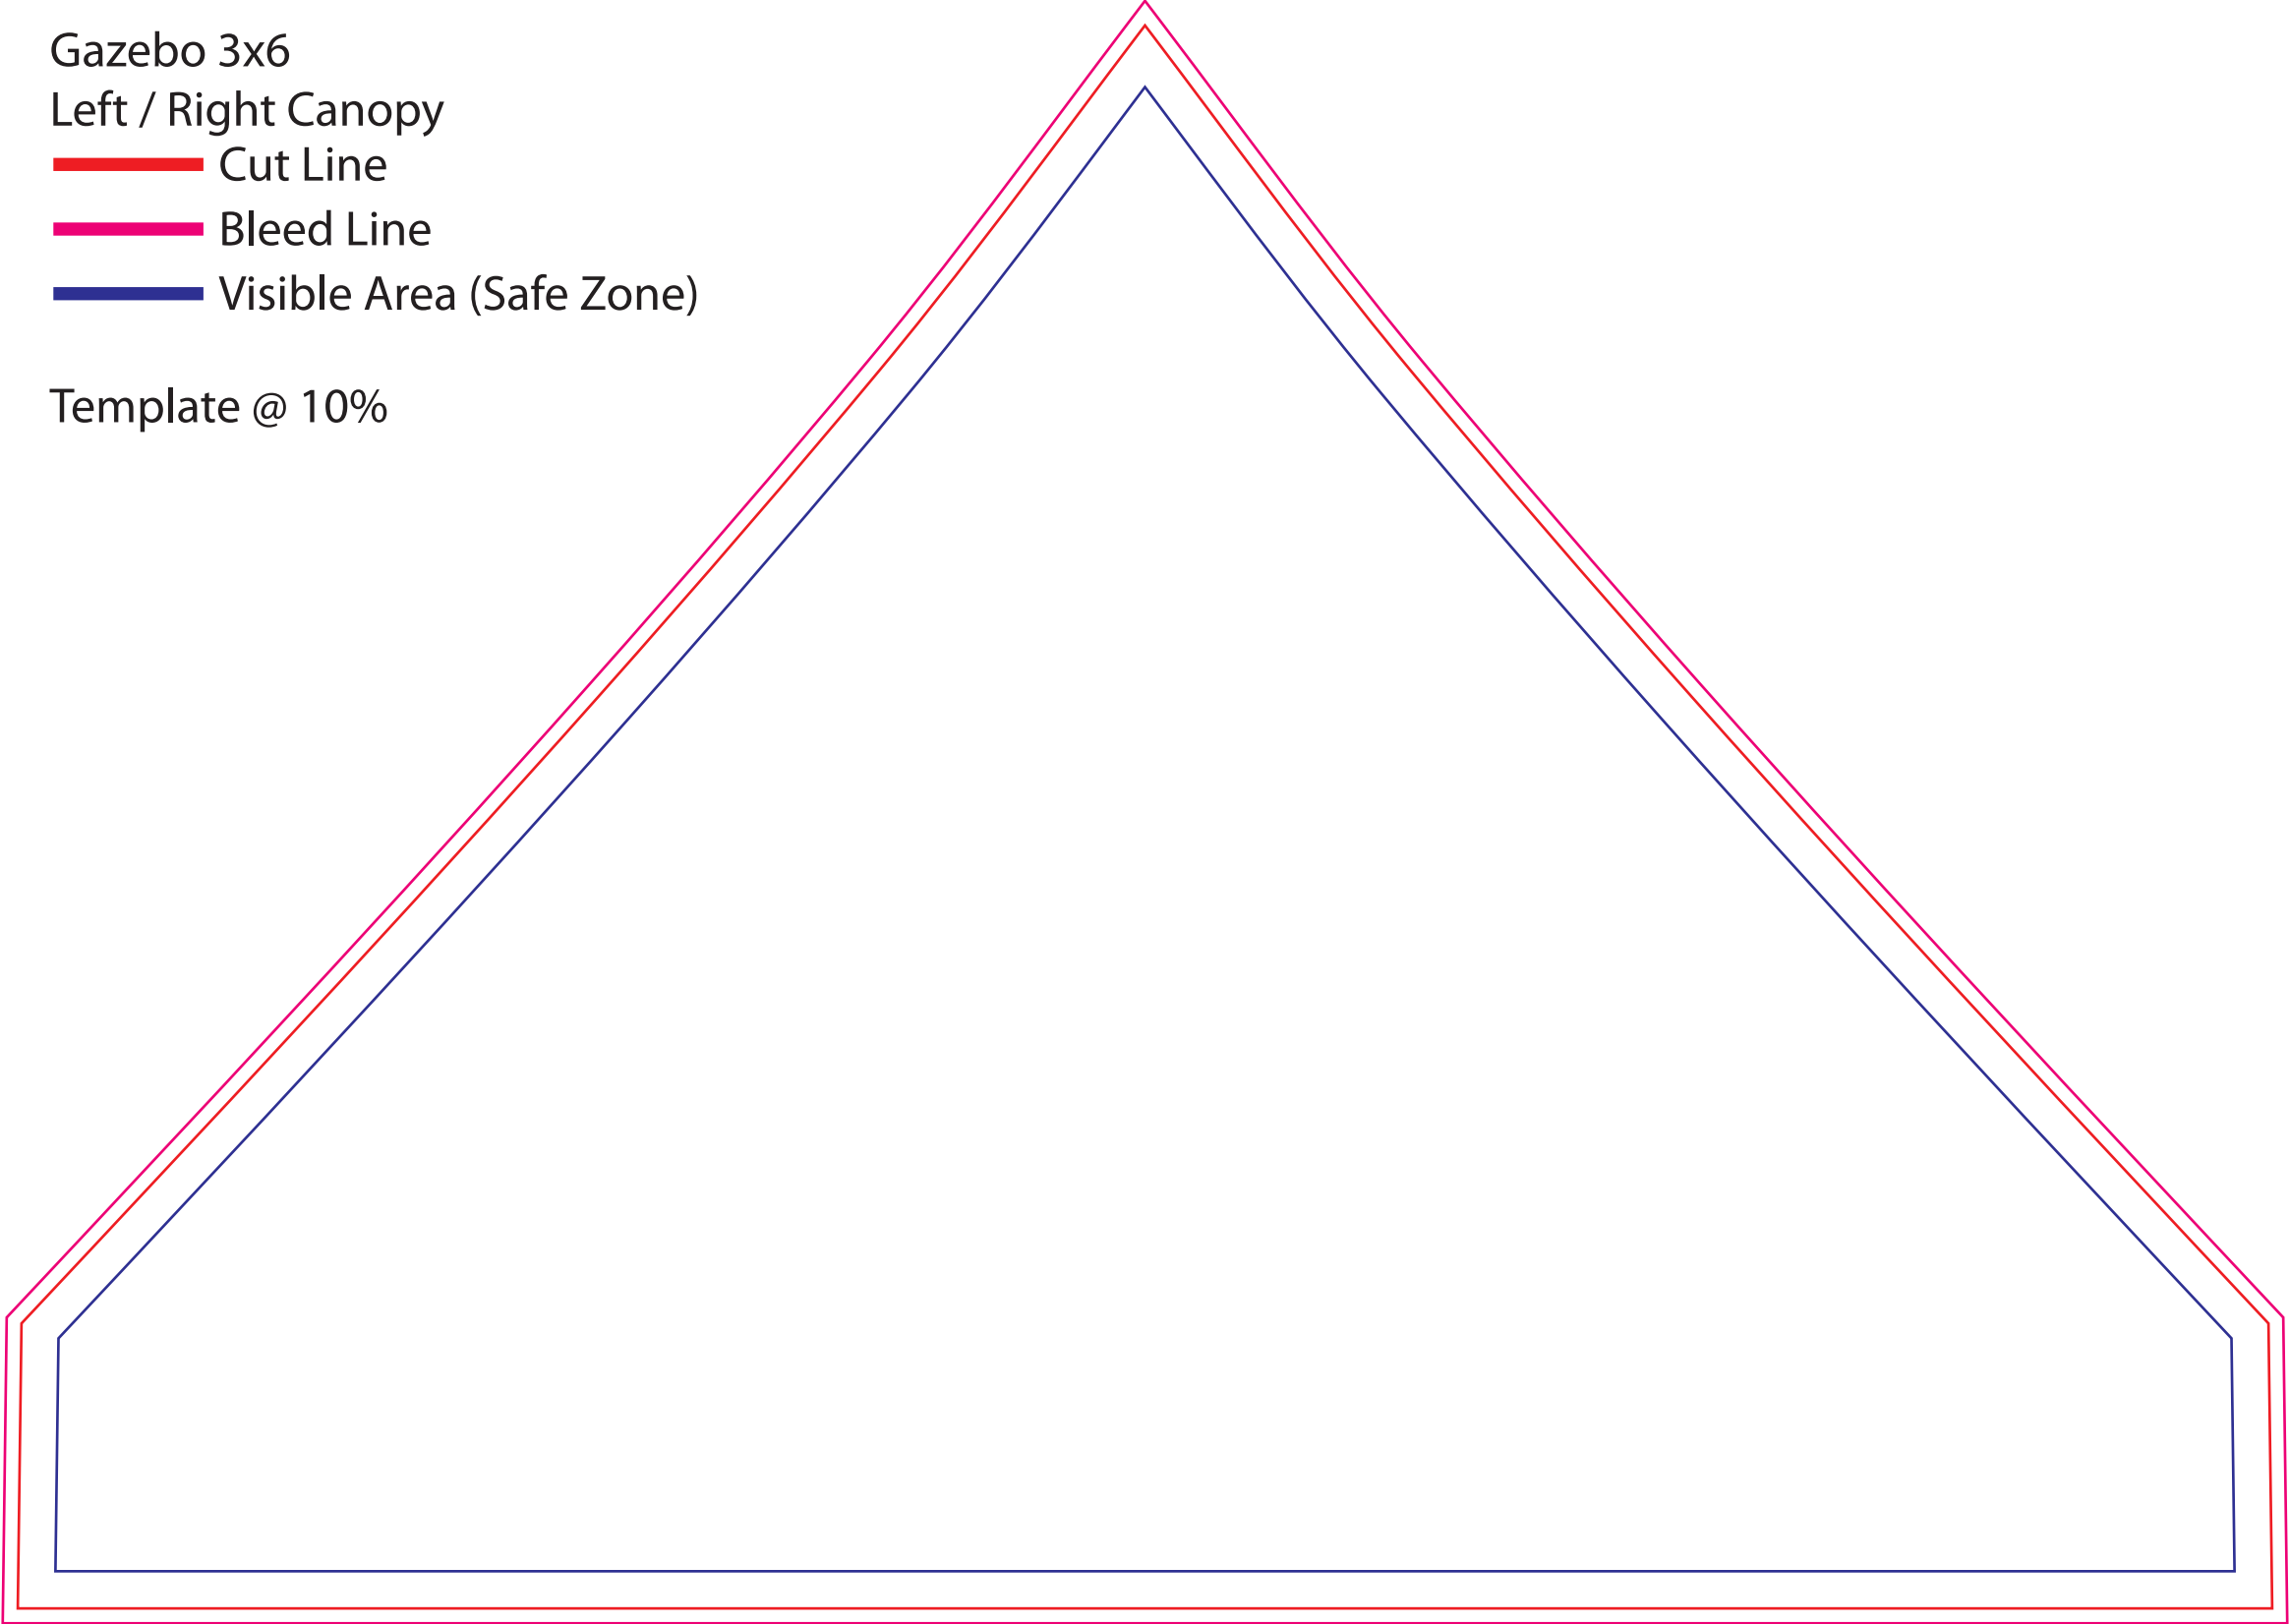 Gazebo 3x6
Left / Right Canopy
Cut Line
Bleed Line
Visible Area (Safe Zone)
Template @ 10%